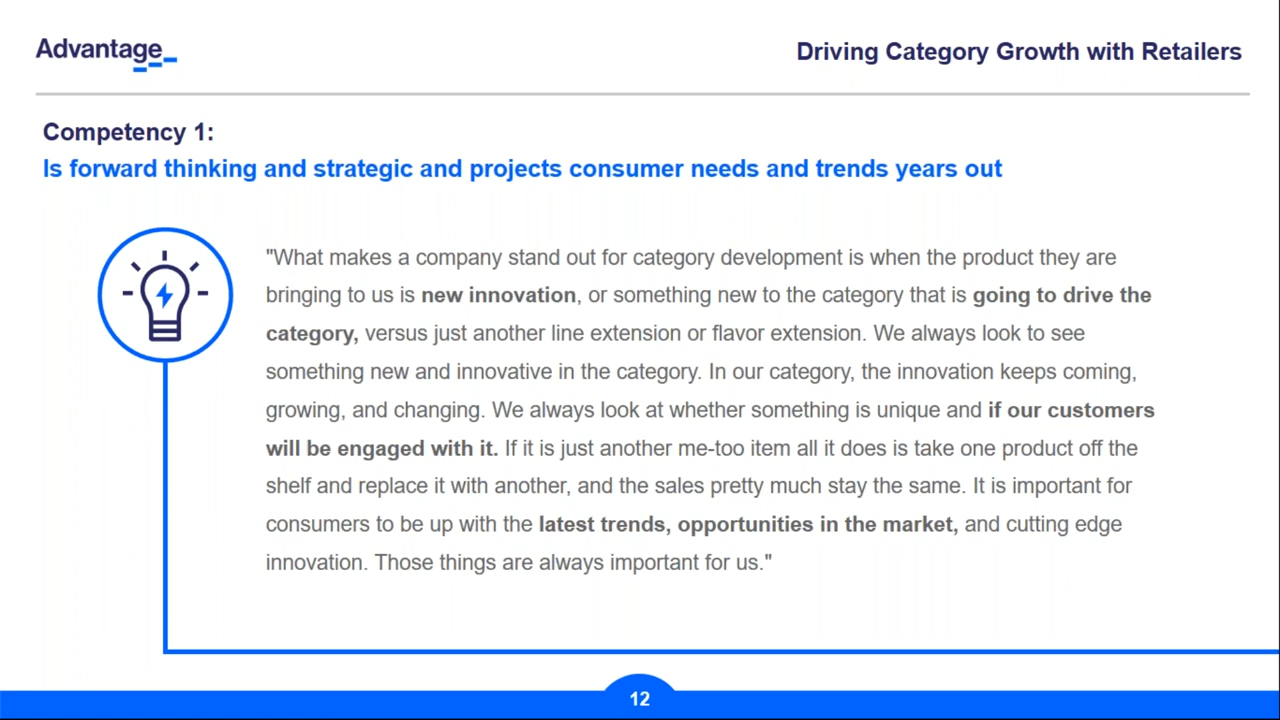 Advantage
Driving Category Growth with Retailers
Competency 1:
Is forward thinking and strategic and projects consumer needs and trends years out
"What makes a company stand out for category development is when the product they are
bringing to us is new innovation, or something new to the category that is going to drive the
category, versus just another line extension or flavor extension. We always look to see
something new and innovative in the category. In our category, the innovation keeps coming,
growing, and changing. We always look at whether something is unique and if our customers
will be engaged with it. If it is just another me-too item all it does is take one product off the
shelf and replace it with another, and the sales pretty much stay the same. It is important for
consumers to be up with the latest trends, opportunities in the market, and cutting edge
innovation. Those things are always important for us."
12